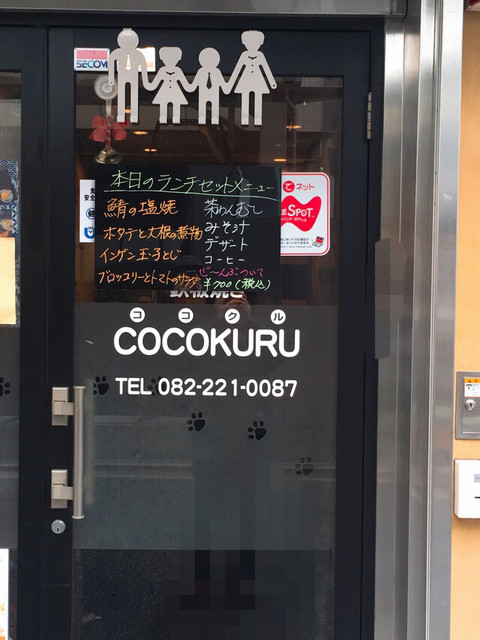 SECOM
本日のランチセットメニュー
鯖の塩焼
茶わんむし
ホタテと大根の煮物
みそ汁
インゲン玉子とじ
デザート
コーヒー
ブロッコリーとトマトのサラダ
ぜ〜んぶついて
¥700(税込)
鉄板焼き
ココクル
COCOKURU
TEL 082-221-0087
ネット
SPOT